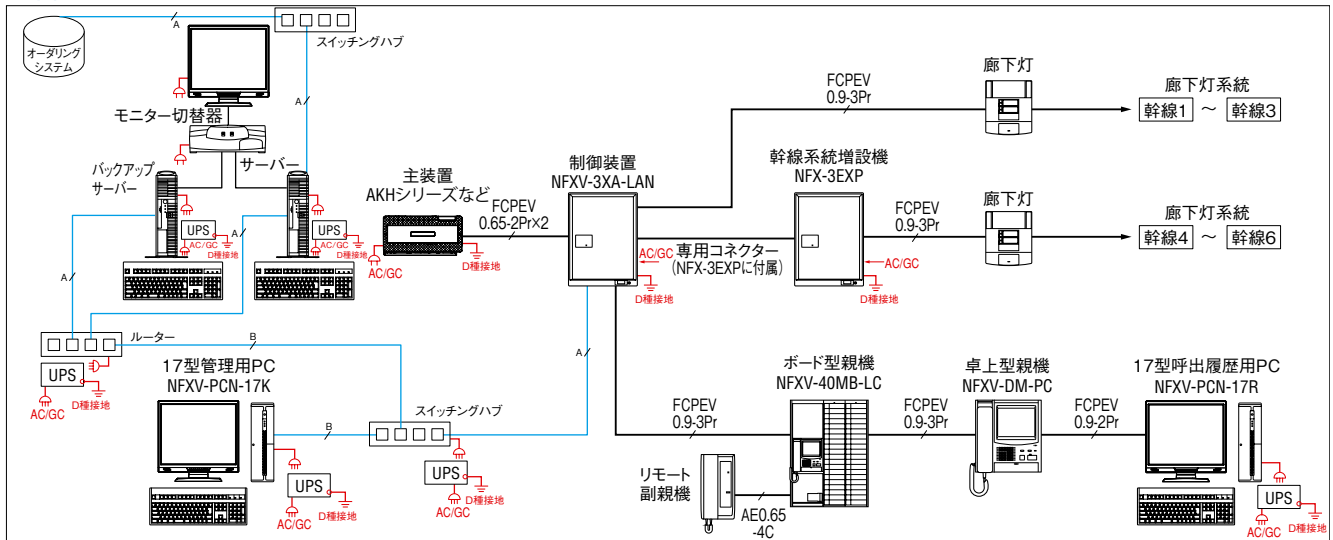 オーダリング
システム
A
スイッチングハブ
A
モニター切替器
バックアップ
サーバー
サーバー
UPS
AC/GC
D種接地
UPS
AC/GC
D種接地
A
A
主装置
AKHシリーズなど
AC/GC
D種接地
FCPEV
0.65-2Pr×2
制御装置
NFXV-3XA-LAN
AC/GC
D種接地
専用コネクター
(NFX-3EXPに付属)
幹線系統増設機
NFX-3EXP
AC/GC
D種接地
FCPEV
0.9-3Pr
廊下灯
廊下灯系統
幹線1 ～ 幹線3
FCPEV
0.9-3Pr
廊下灯
廊下灯系統
幹線4 ～ 幹線6
ルーター
B
UPS
AC/GC
D種接地
17型管理用PC
NFXV-PCN-17K
UPS
AC/GC
D種接地
B
スイッチングハブ
UPS
AC/GC
D種接地
A
FCPEV
0.9-3Pr
リモート
副親機
AE0.65
-4C
ボード型親機
NFXV-40MB-LC
FCPEV
0.9-3Pr
卓上型親機
NFXV-DM-PC
FCPEV
0.9-2Pr
17型呼出履歴用PC
NFXV-PCN-17R
UPS
AC/GC
D種接地